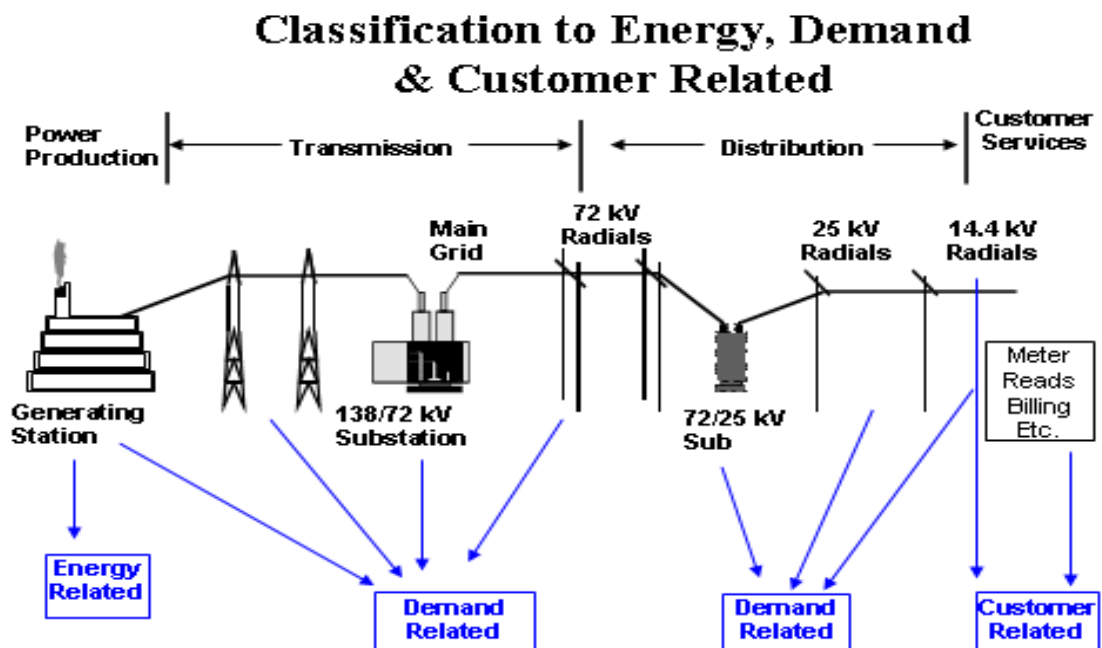 Classification to Energy, Demand
& Customer Related
Power
Production
Transmission
Distribution
Customer
Services
Main
Grid
72 kV
Radials
25 kV
Radials
14.4 kV
Radials
Generating
Station
138/72 kV
Substation
72/25 kV
Sub
Meter
Reads
Billing
Etc.
Energy
Related
Demand
Related
Demand
Related
Customer
Related